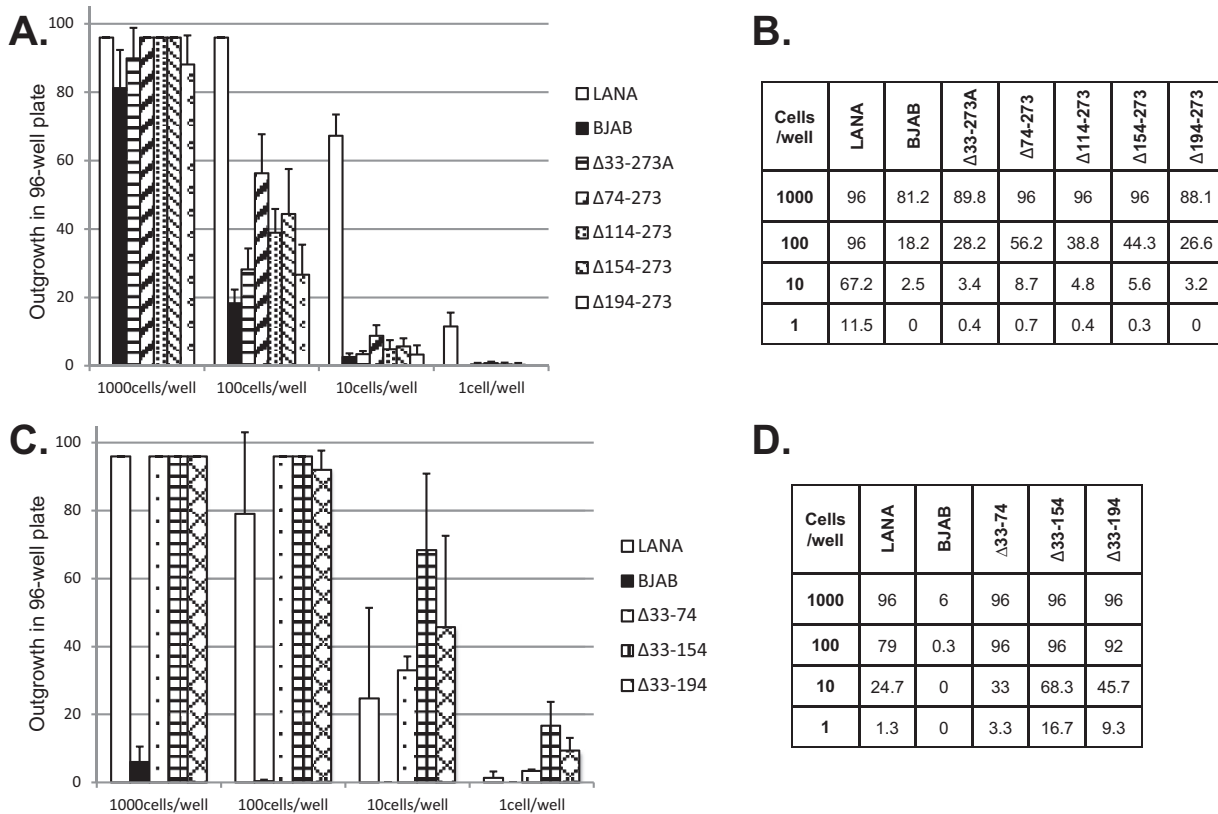 A.
Outgrowth in 96-well plate
100
80
60
40
20
0
1000cells/well 100cells/well 10cells/well 1cell/well
LANA
BJAB
Δ33-273A
Δ74-273
Δ114-273
Δ154-273
Δ194-273
B.
Cells /well LANA BJAB Δ33-273A Δ74-273 Δ114-273 Δ154-273 Δ194-273
1000 96 81.2 89.8 96 96 96 88.1
100 96 18.2 28.2 56.2 38.8 44.3 26.6
10 67.2 2.5 3.4 8.7 4.8 5.6 3.2
1 11.5 0 0.4 0.7 0.4 0.3 0
C.
Outgrowth in 96-well plate
100
80
60
40
20
0
1000cells/well 100cells/well 10cells/well 1cell/well
LANA
BJAB
Δ33-74
Δ33-154
Δ33-194
D.
Cells /well LANA BJAB Δ33-74 Δ33-154 Δ33-194
1000 96 6 96 96 96
100 79 0.3 96 96 92
10 24.7 0 33 68.3 45.7
1 1.3 0 3.3 16.7 9.3